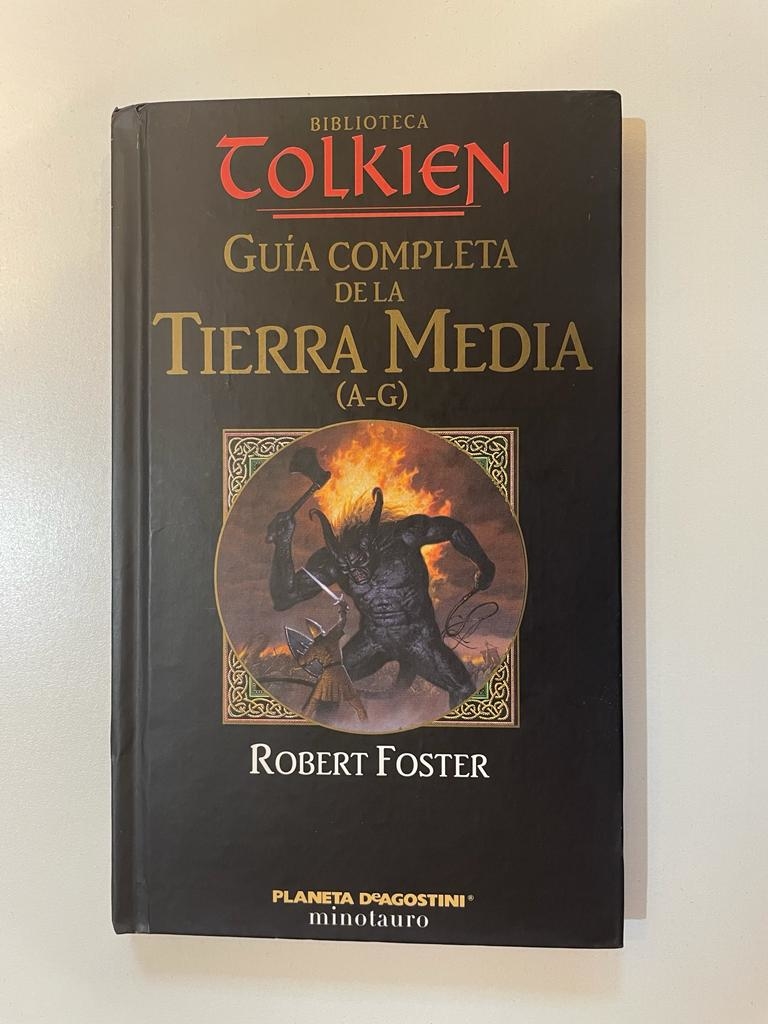 BIBLIOTECA
TOLKIEN
GUÍA COMPLETA
DE LA
TIERRA MEDIA
(A-G)
ROBERT FOSTER
PLANETA DeAGOSTINI®
minotauro